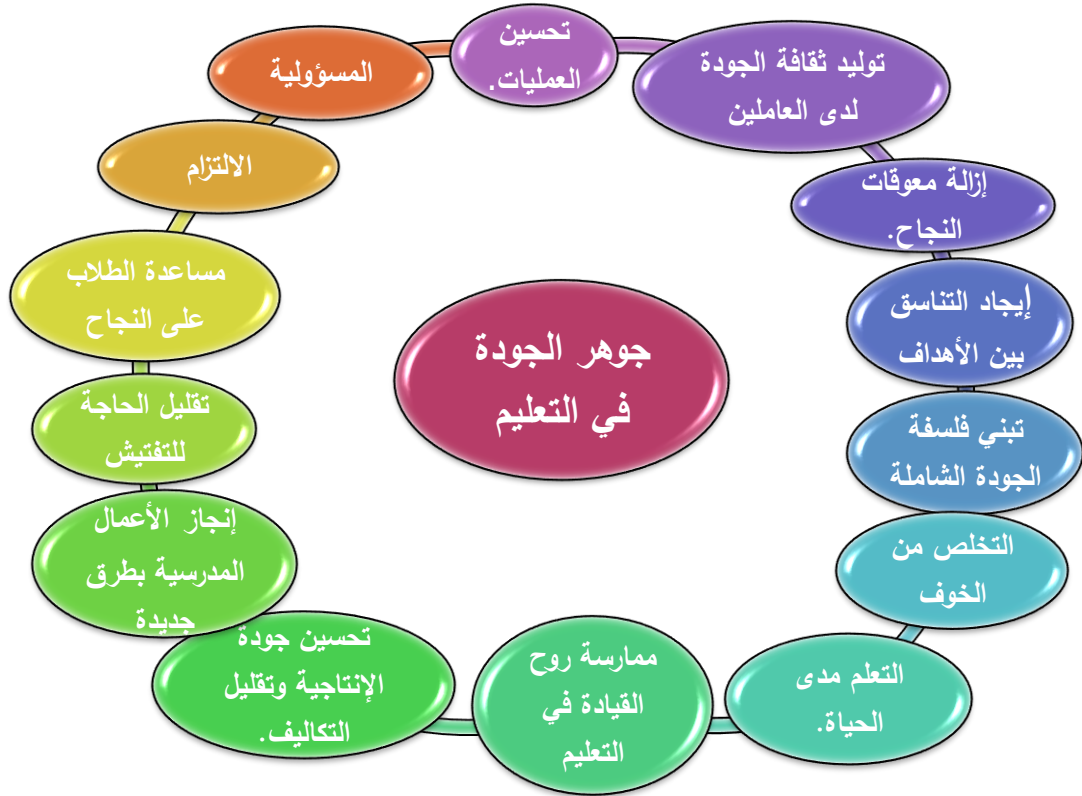 جوهر الجودة
في التعليم
تحسين
العمليات.
توليد ثقافة الجودة
لدى العاملين
إزالة معوقات
النجاح.
إيجاد التناسق
بين الأهداف
تبني فلسفة
الجودة الشاملة
التخلص من
الخوف
التعلم مدى
الحياة.
ممارسة روح
القيادة في
التعليم
تحسين جودة
الإنتاجية وتقليل
التكاليف.
إنجاز الأعمال
المدرسية بطرق
جديدة
تقليل الحاجة
للتفتيش
مساعدة الطلاب
على النجاح
الالتزام
المسؤولية